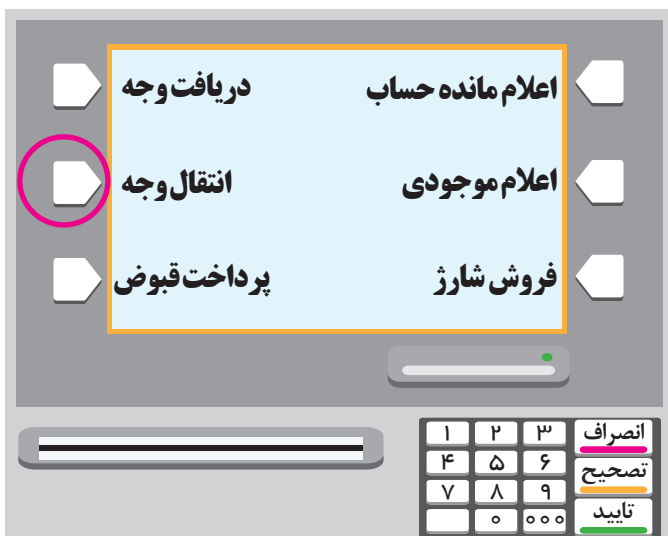 اعلام مانده حساب
دریافت وجه
اعلام موجودی
انتقال وجه
فروش شارژ
پرداخت قبوض
۱ ۲ ۳ انصراف
۴ ۵ ۶ تصحیح
۷ ۸ ۹
۰ ۰۰۰ تایید